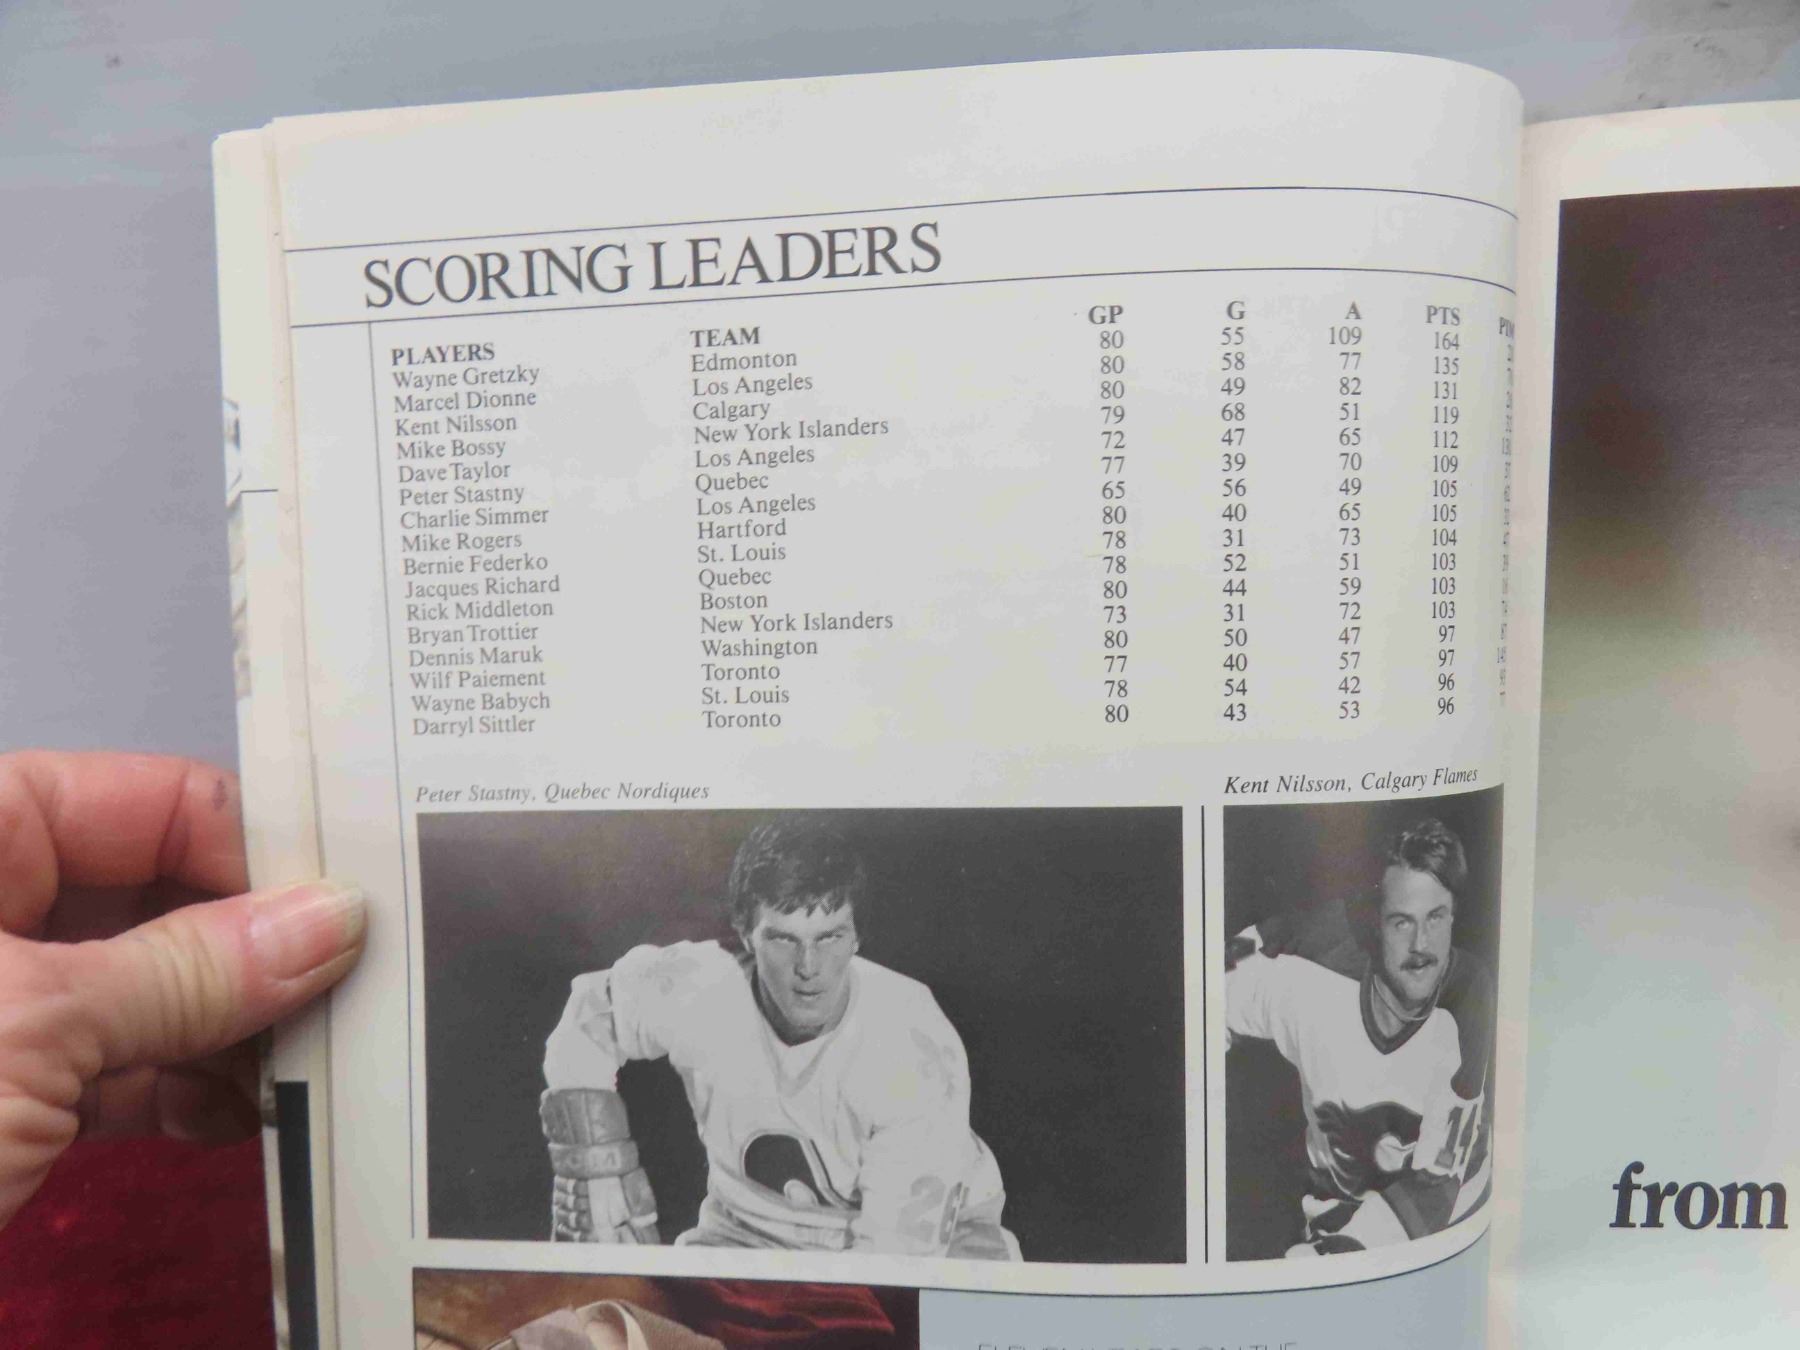 SCORING LEADERS
PLAYERS TEAM GP G A PTS
Wayne Gretzky Edmonton 80 55 109 164
Marcel Dionne Los Angeles 80 58 77 135
Kent Nilsson Calgary 80 49 82 131
Mike Bossy New York Islanders 79 68 51 119
Dave Taylor Los Angeles 72 47 65 112
Peter Stastny Quebec 77 39 70 109
Charlie Simmer Los Angeles 65 56 49 105
Mike Rogers Hartford 80 40 65 105
Bernie Federko St. Louis 78 31 73 104
Jacques Richard Quebec 78 52 51 103
Rick Middleton Boston 80 44 59 103
Bryan Trottier New York Islanders 73 31 72 103
Dennis Maruk Washington 80 50 47 97
Wilf Paiement Toronto 77 40 57 97
Wayne Babych St. Louis 78 54 42 96
Darryl Sittler Toronto 80 43 53 96
Peter Stastny, Quebec Nordiques
Kent Nilsson, Calgary Flames
from